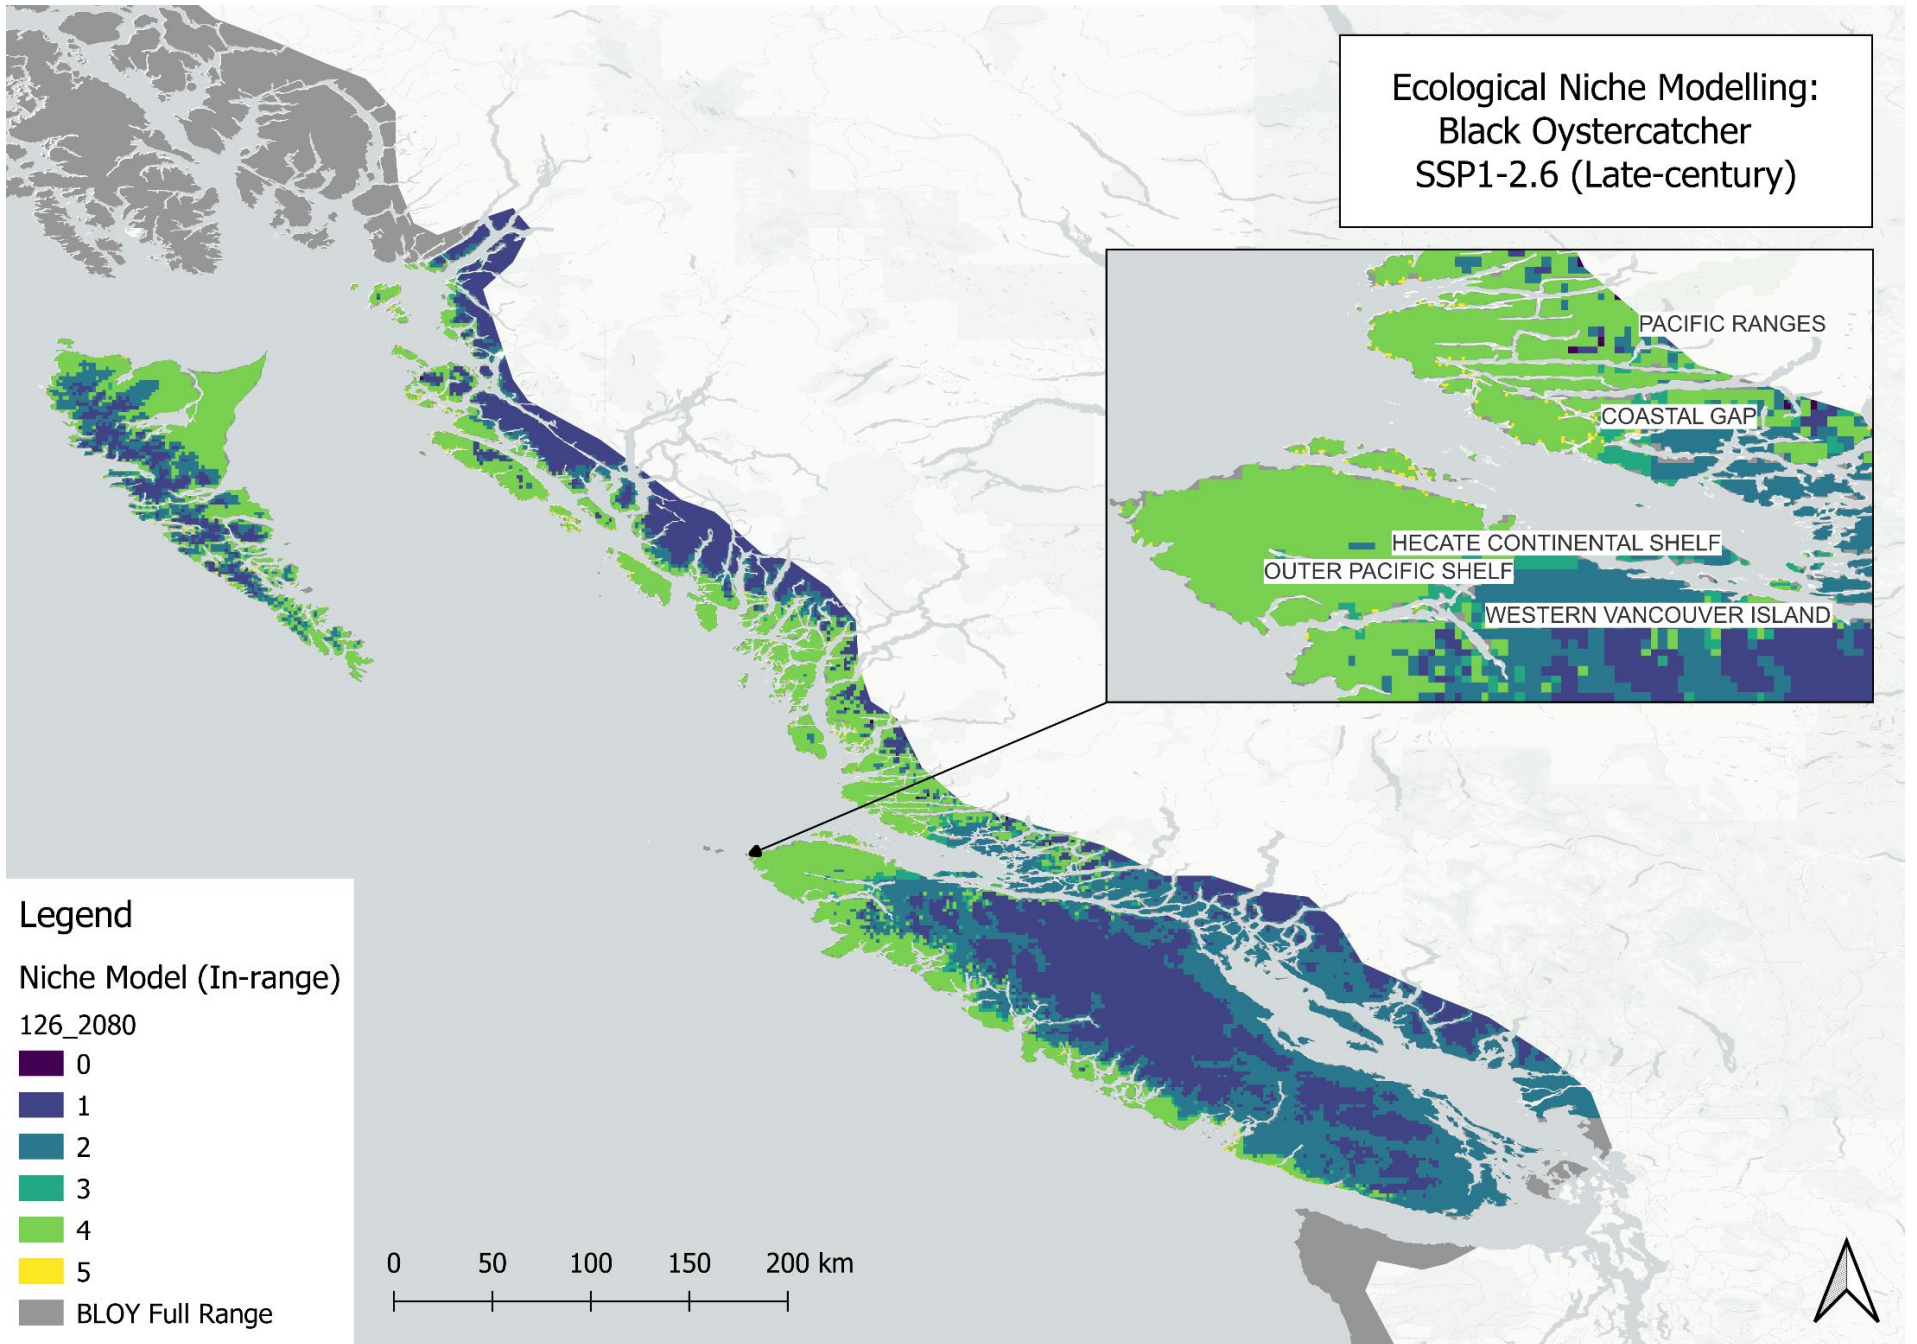 Ecological Niche Modelling:
Black Oystercatcher
SSP1-2.6 (Late-century)
PACIFIC RANGES
COASTAL GAP
HECATE CONTINENTAL SHELF
OUTER PACIFIC SHELF
WESTERN VANCOUVER ISLAND
Legend
Niche Model (In-range)
126_2080
0
1
2
3
4
5
BLOY Full Range
0 50 100 150 200 km